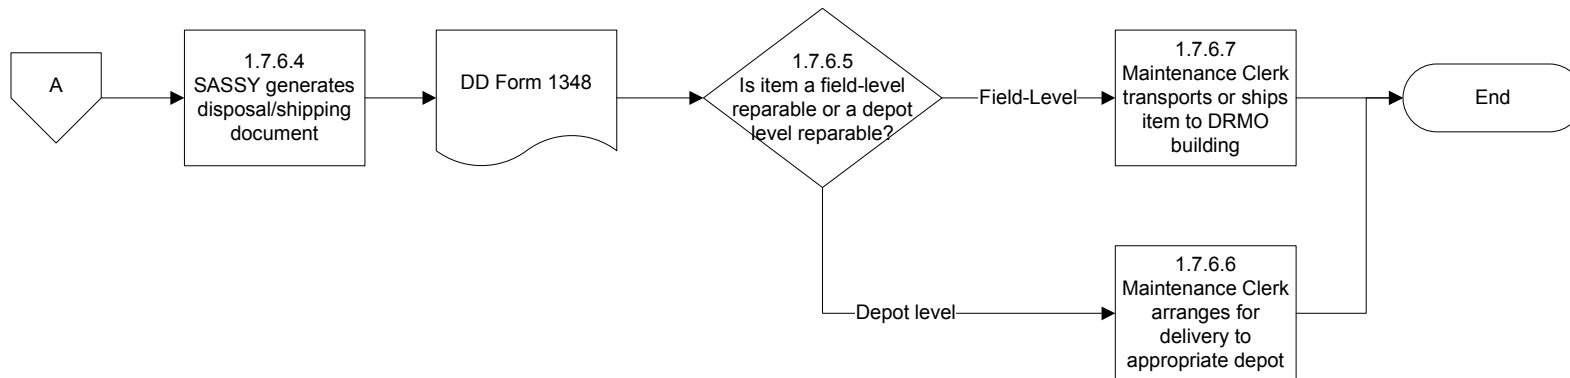 A
1.7.6.4
SASSY generates
disposal/shipping
document
DD Form 1348
1.7.6.5
Is item a field-level
reparable or a depot
level reparable?
Field-Level
1.7.6.7
Maintenance Clerk
transports or ships
item to DRMO
building
End
Depot level
1.7.6.6
Maintenance Clerk
arranges for
delivery to
appropriate depot